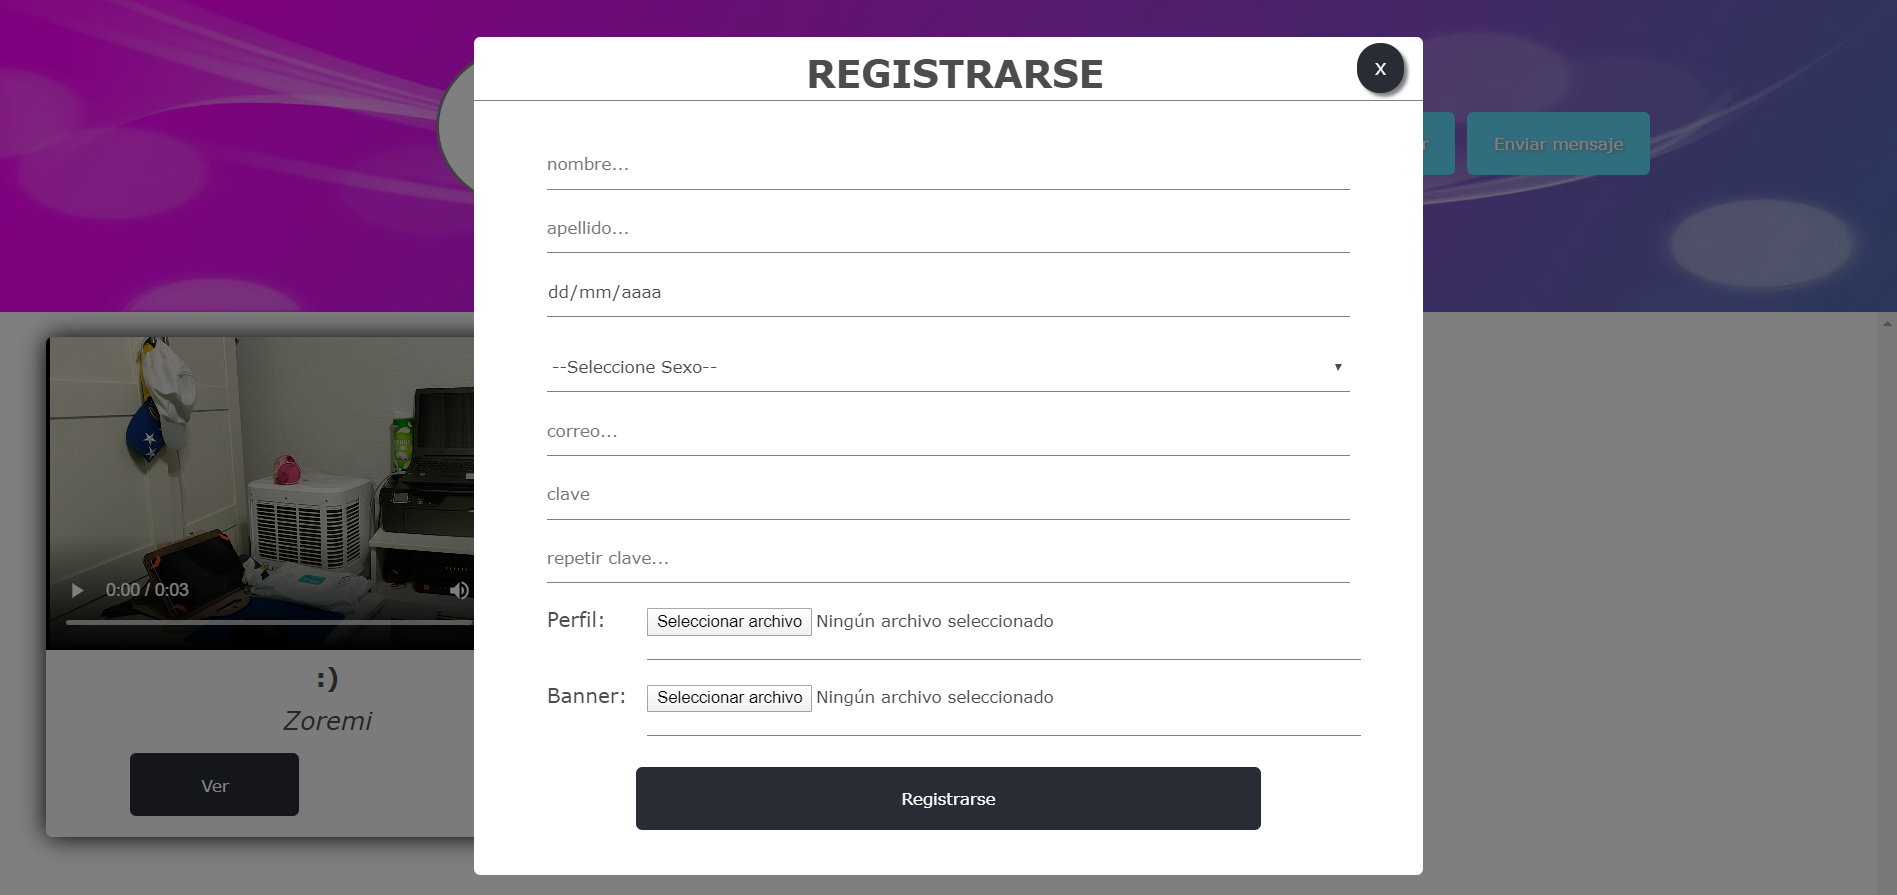 REGISTRARSE
x
nombre...
r
Enviar mensaje
apellido...
dd/mm/aaaa
--Seleccione Sexo--
correo...
clave
repetir clave...
0:00 / 0:03
Perfil: Seleccionar archivo Ningún archivo seleccionado
:)
Banner: Seleccionar archivo Ningún archivo seleccionado
Zoremi
Ver
Registrarse